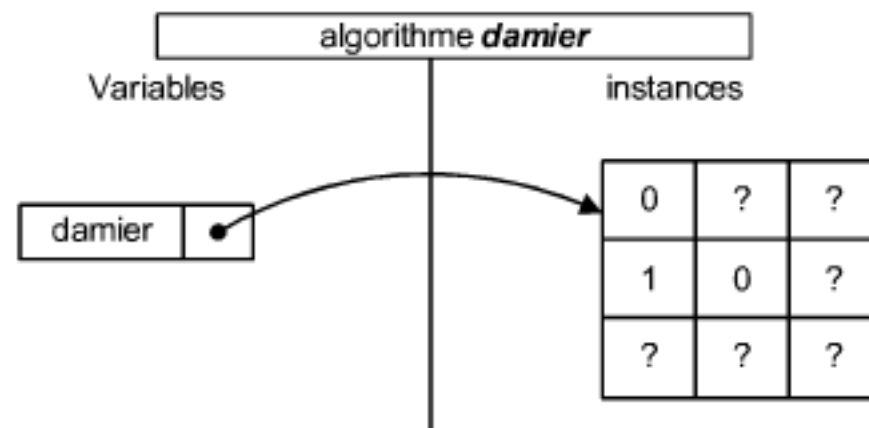 algorithme damier
Variables instances
damier
0 ? ?
1 0 ?
? ? ?